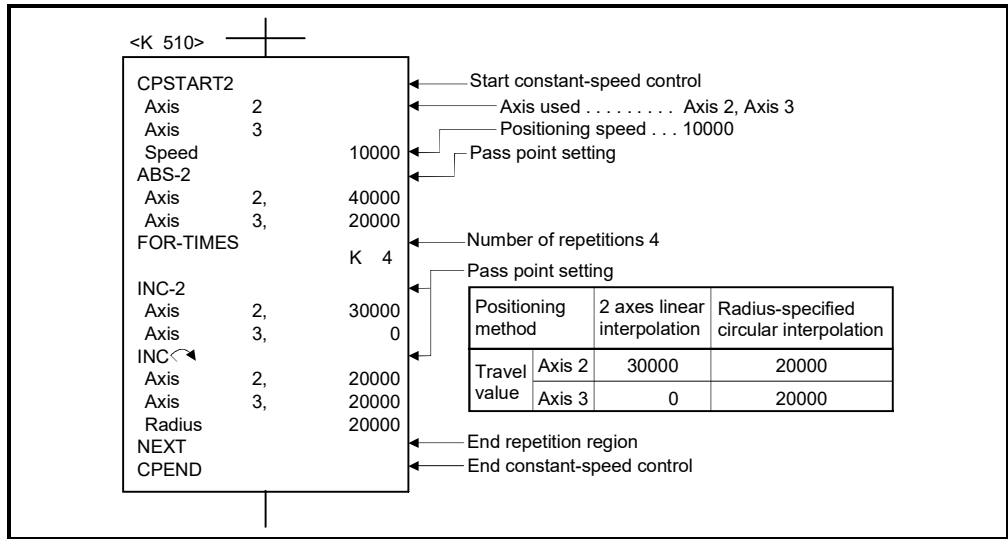 <K 510>
CPSTART2
Start constant-speed control
Axis 2
Axis used . . . . . . . . . Axis 2, Axis 3
Axis 3
Positioning speed . . . 10000
Speed 10000
Pass point setting
ABS-2
Axis 2, 40000
Axis 3, 20000
FOR-TIMES
Number of repetitions 4
K 4
Pass point setting
INC-2
Axis 2, 30000
Axis 3, 0
INC
Axis 2, 20000
Axis 3, 20000
Radius 20000
NEXT
End repetition region
CPEND
End constant-speed control
Positioning method
2 axes linear interpolation
Radius-specified circular interpolation
Travel value
Axis 2 30000 20000
Axis 3 0 20000